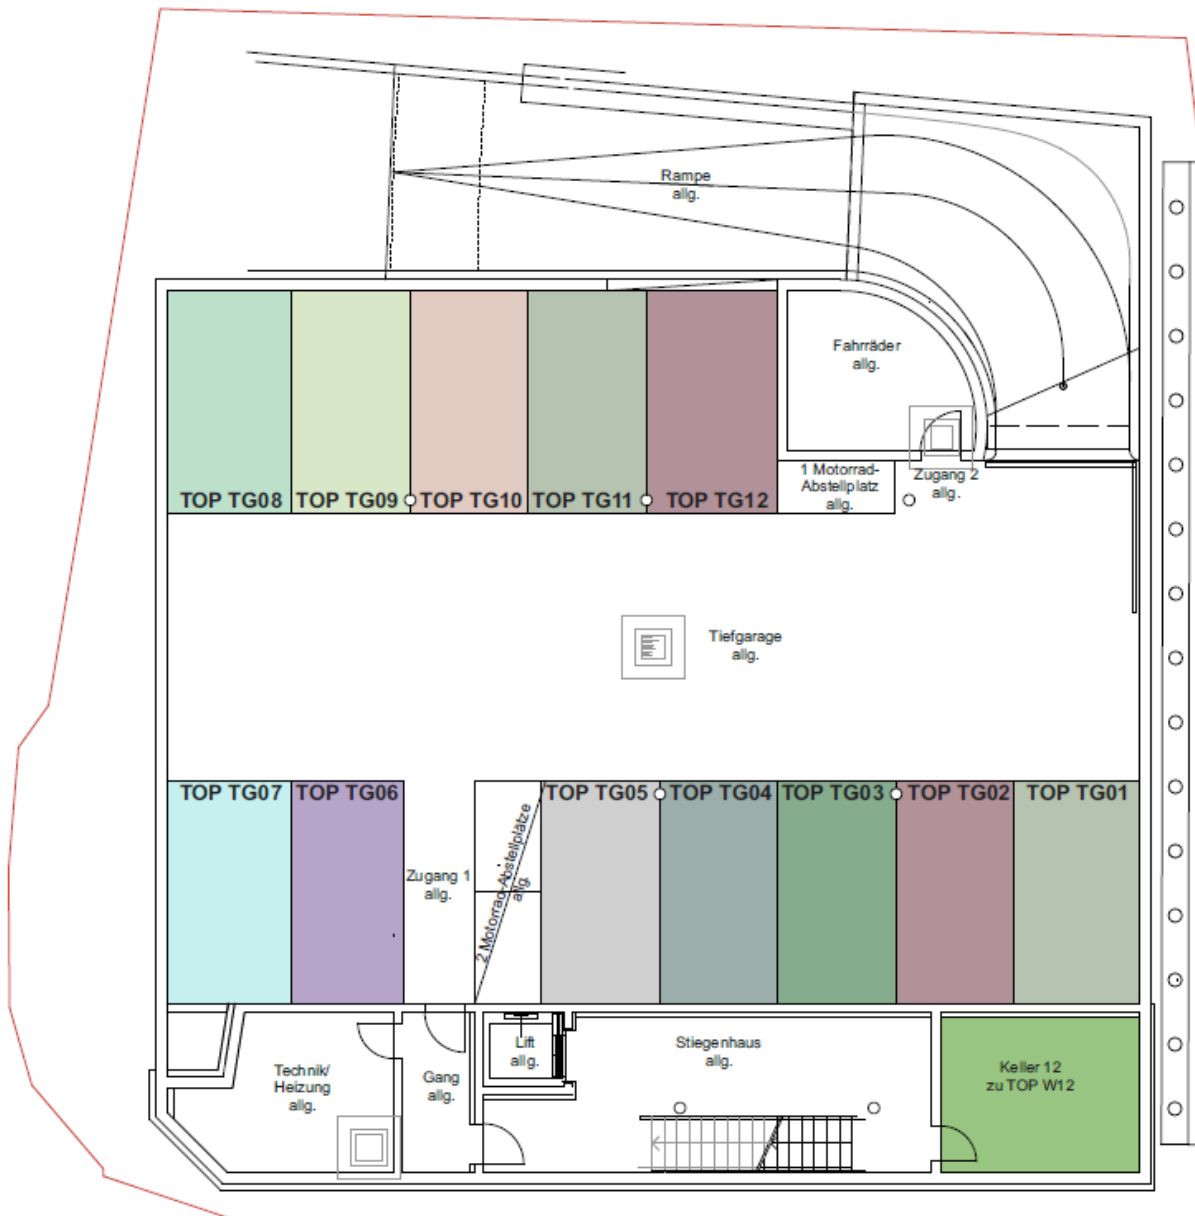 Rampe
allg.
Fahrräder
allg.
TOP TG08
TOP TG09
TOP TG10
TOP TG11
TOP TG12
1 Motorrad-
Abstellplatz
allg.
Zugang 2
allg.
Tiefgarage
allg.
TOP TG07
TOP TG06
TOP TG05
TOP TG04
TOP TG03
TOP TG02
TOP TG01
Zugang 1
allg.
2 Motorrad-Abstellplätze
allg.
Technik/
Heizung
allg.
Gang
allg.
Lift
allg.
Stiegenhaus
allg.
Keller 12
zu TOP W12